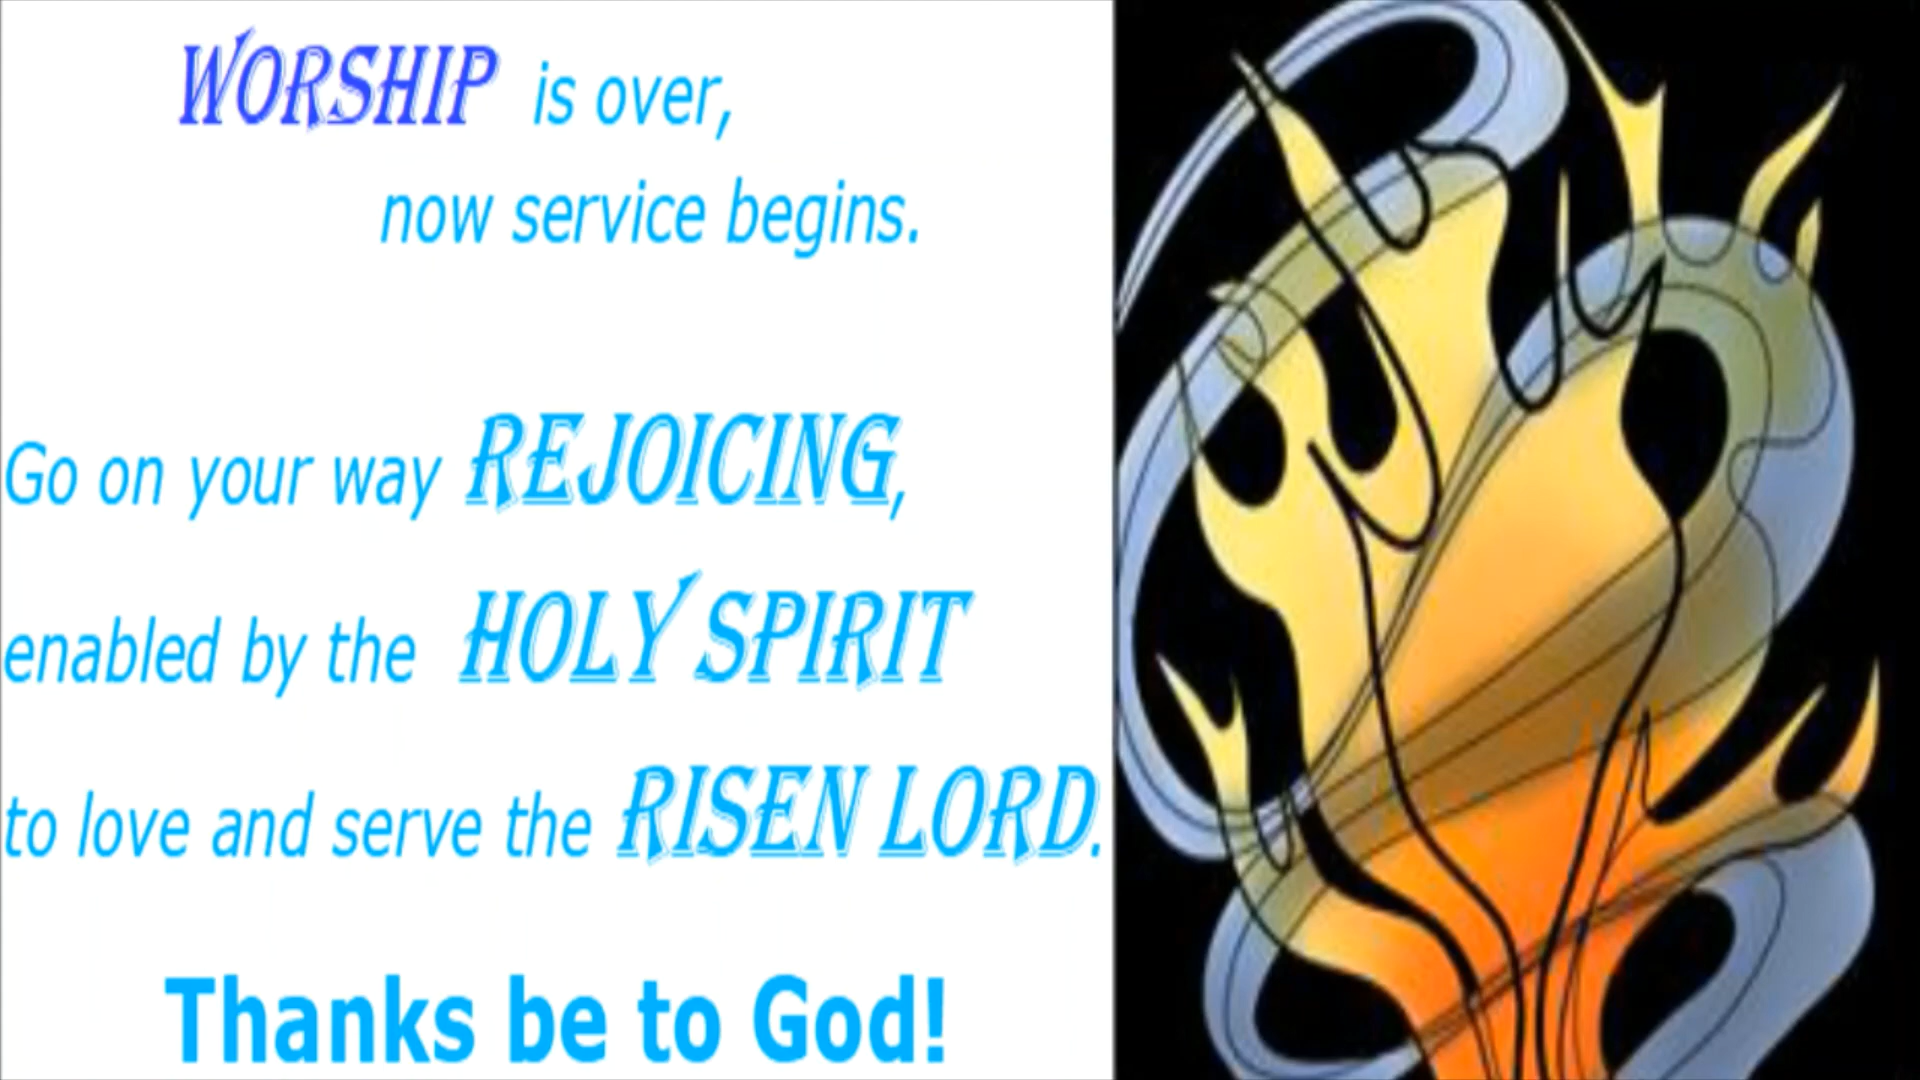 WORSHIP is over,
now service begins.
Go on your way REJOICING,
enabled by the HOLY SPIRIT
to love and serve the RISEN LORD.
Thanks be to God!